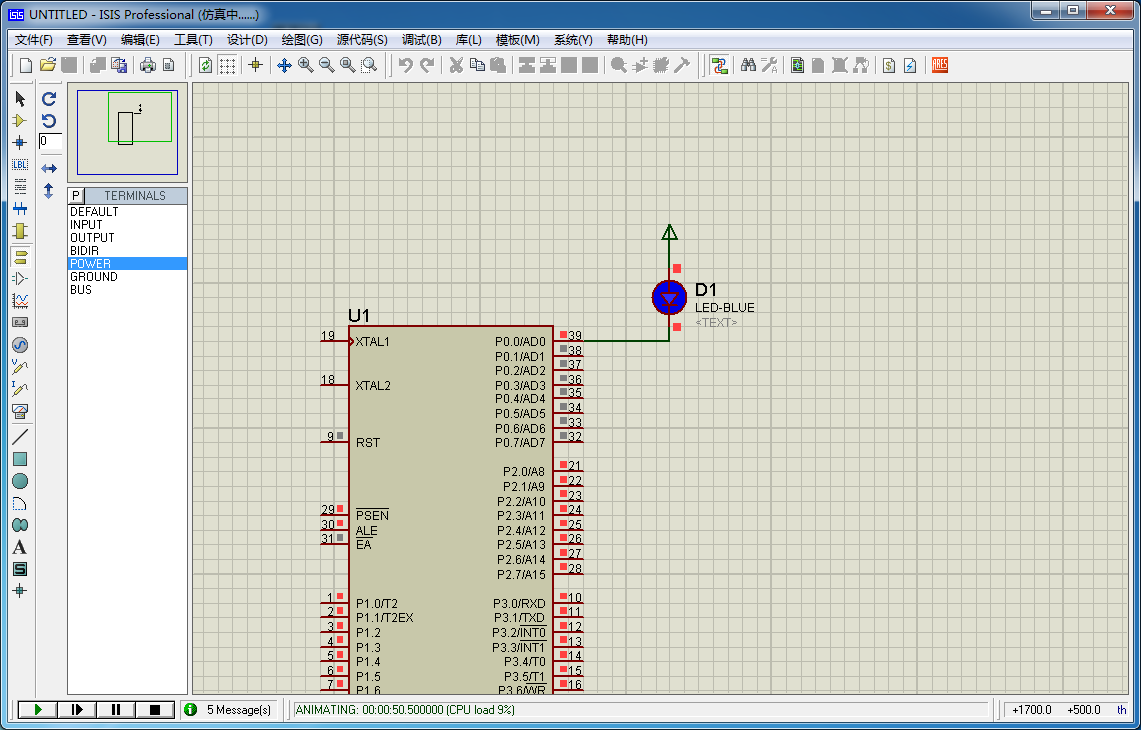 UNTITLED - ISIS Professional (仿真中......)
文件(F) 查看(V) 编辑(E) 工具(T) 设计(D) 绘图(G) 源代码(S) 调试(B) 库(L) 模板(M) 系统(Y) 帮助(H)
ARES
0
LBL
P TERMINALS
DEFAULT
INPUT
OUTPUT
BIDIR
POWER
GROUND
BUS
A
S
D1
LED-BLUE
<TEXT>
U1
19 XTAL1 P0.0/AD0 39
P0.1/AD1 38
P0.2/AD2 37
18 XTAL2 P0.3/AD3 36
P0.4/AD4 35
P0.5/AD5 34
P0.6/AD6 33
9 RST P0.7/AD7 32
P2.0/A8 21
P2.1/A9 22
P2.2/A10 23
29 PSEN P2.3/A11 24
30 ALE P2.4/A12 25
31 EA P2.5/A13 26
P2.6/A14 27
P2.7/A15 28
1 P1.0/T2 P3.0/RXD 10
2 P1.1/T2EX P3.1/TXD 11
3 P1.2 P3.2/INT0 12
4 P1.3 P3.3/INT1 13
5 P1.4 P3.4/T0 14
6 P1.5 P3.5/T1 15
7 P1.6 P3.6/WR 16
5 Message(s) ANIMATING: 00:00:50.500000 (CPU load 9%) +1700.0 +500.0 th